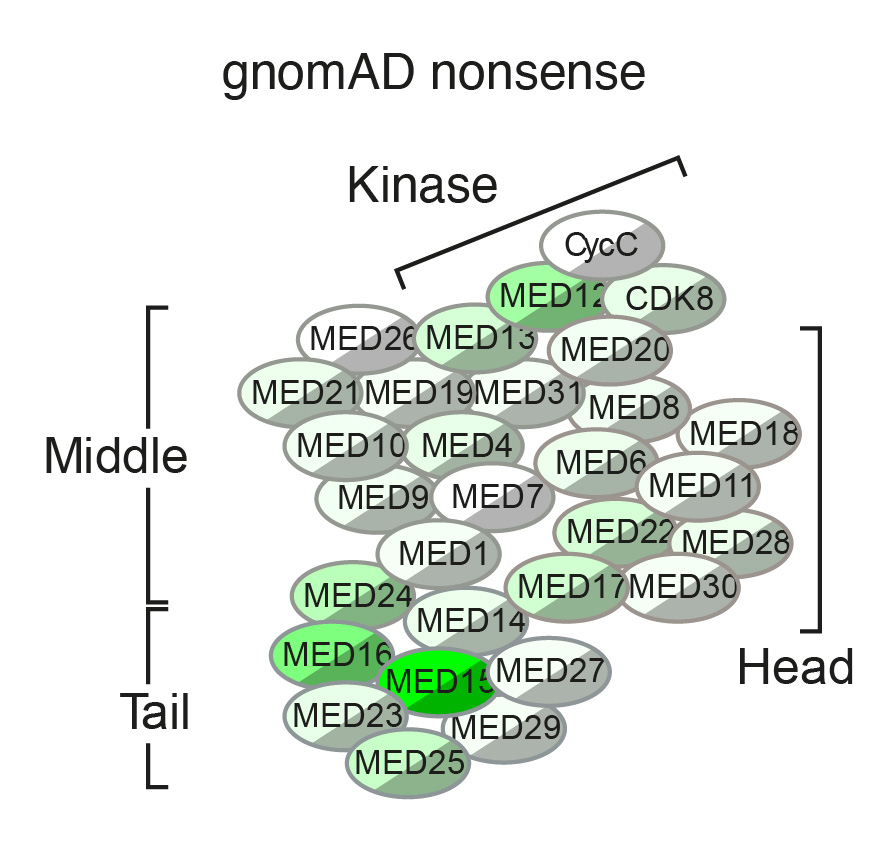 gnomAD nonsense
Kinase
CycC
MED12 CDK8
MED26 MED13 MED20
MED21 MED19 MED31 MED8
MED18
Middle MED10 MED4 MED6
MED9 MED7 MED11
MED22 MED28
MED1
MED24 MED17 MED30
MED14
MED16 MED15 MED27 Head
Tail MED23 MED29
MED25